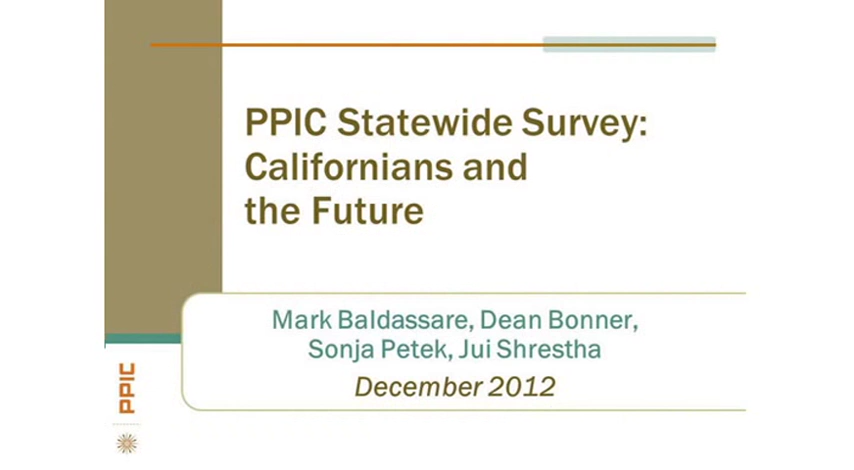 PPIC Statewide Survey:
Californians and
the Future
Mark Baldassare, Dean Bonner,
Sonja Petek, Jui Shrestha
December 2012
PPIC